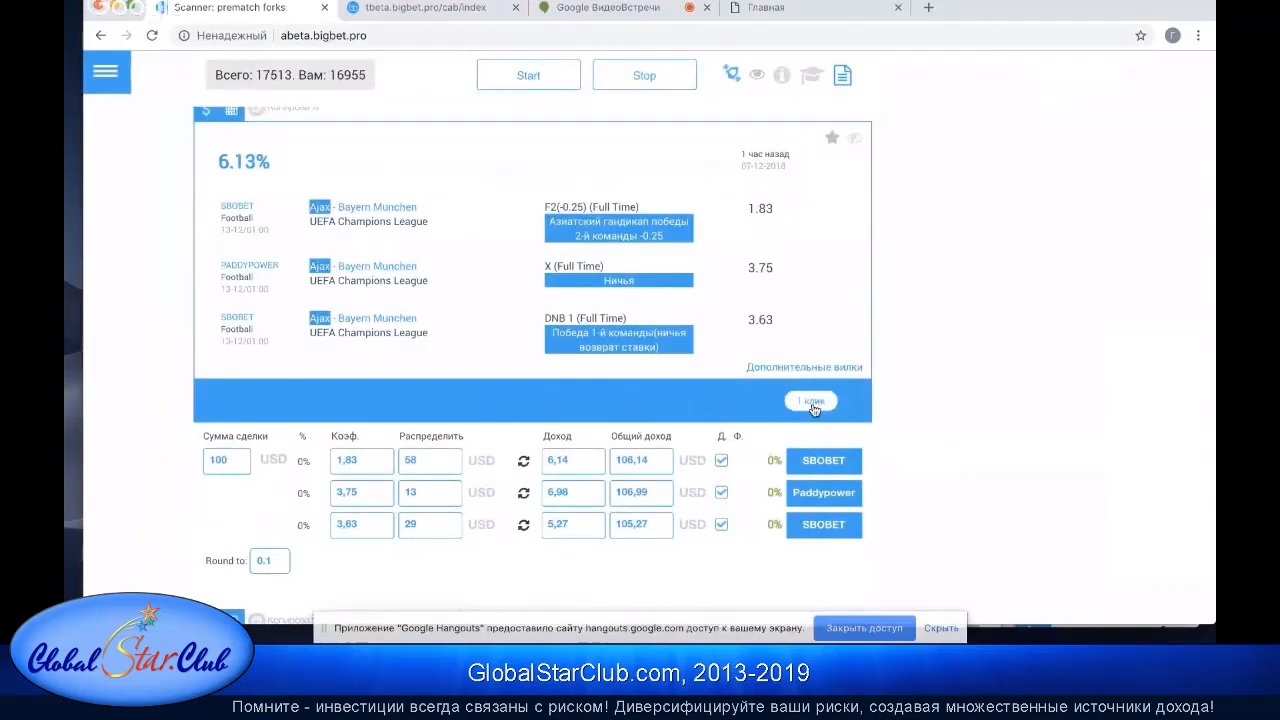 Scanner: prematch forks
tbeta.bigbet.pro/cab/index
Google ВидеоВстречи
Главная
Ненадежный
abeta.bigbet.pro
Всего: 17513. Вам: 16955
Start
Stop
$
Копировать
6.13%
1 час назад
07-12-2018
SBOBET
Football
13-12/01:00
Ajax - Bayern Munchen
UEFA Champions League
F2(-0.25) (Full Time)
Азиатский гандикап победы
2-й команды -0.25
1.83
PADDYPOWER
Football
13-12/01:00
Ajax - Bayern Munchen
UEFA Champions League
X (Full Time)
Ничья
3.75
SBOBET
Football
13-12/01:00
Ajax - Bayern Munchen
UEFA Champions League
DNB 1 (Full Time)
Победа 1-й команды(ничья
возврат ставки)
3.63
Дополнительные вилки
1 клик
Сумма сделки % Коэф. Распределить Доход Общий доход Д. Ф.
100 USD 0% 1,83 58 USD 6,14 106,14 USD 0% SBOBET
0% 3,75 13 USD 6,98 106,99 USD 0% Paddypower
0% 3,63 29 USD 5,27 105,27 USD 0% SBOBET
Round to: 0.1
Приложение "Google Hangouts" предоставило сайту hangouts.google.com доступ к вашему экрану.
Закрыть доступ
Скрыть
Global Star.Club
GlobalStarClub.com, 2013-2019
Помните - инвестиции всегда связаны с риском! Диверсифицируйте ваши риски, создавая множественные источники дохода!